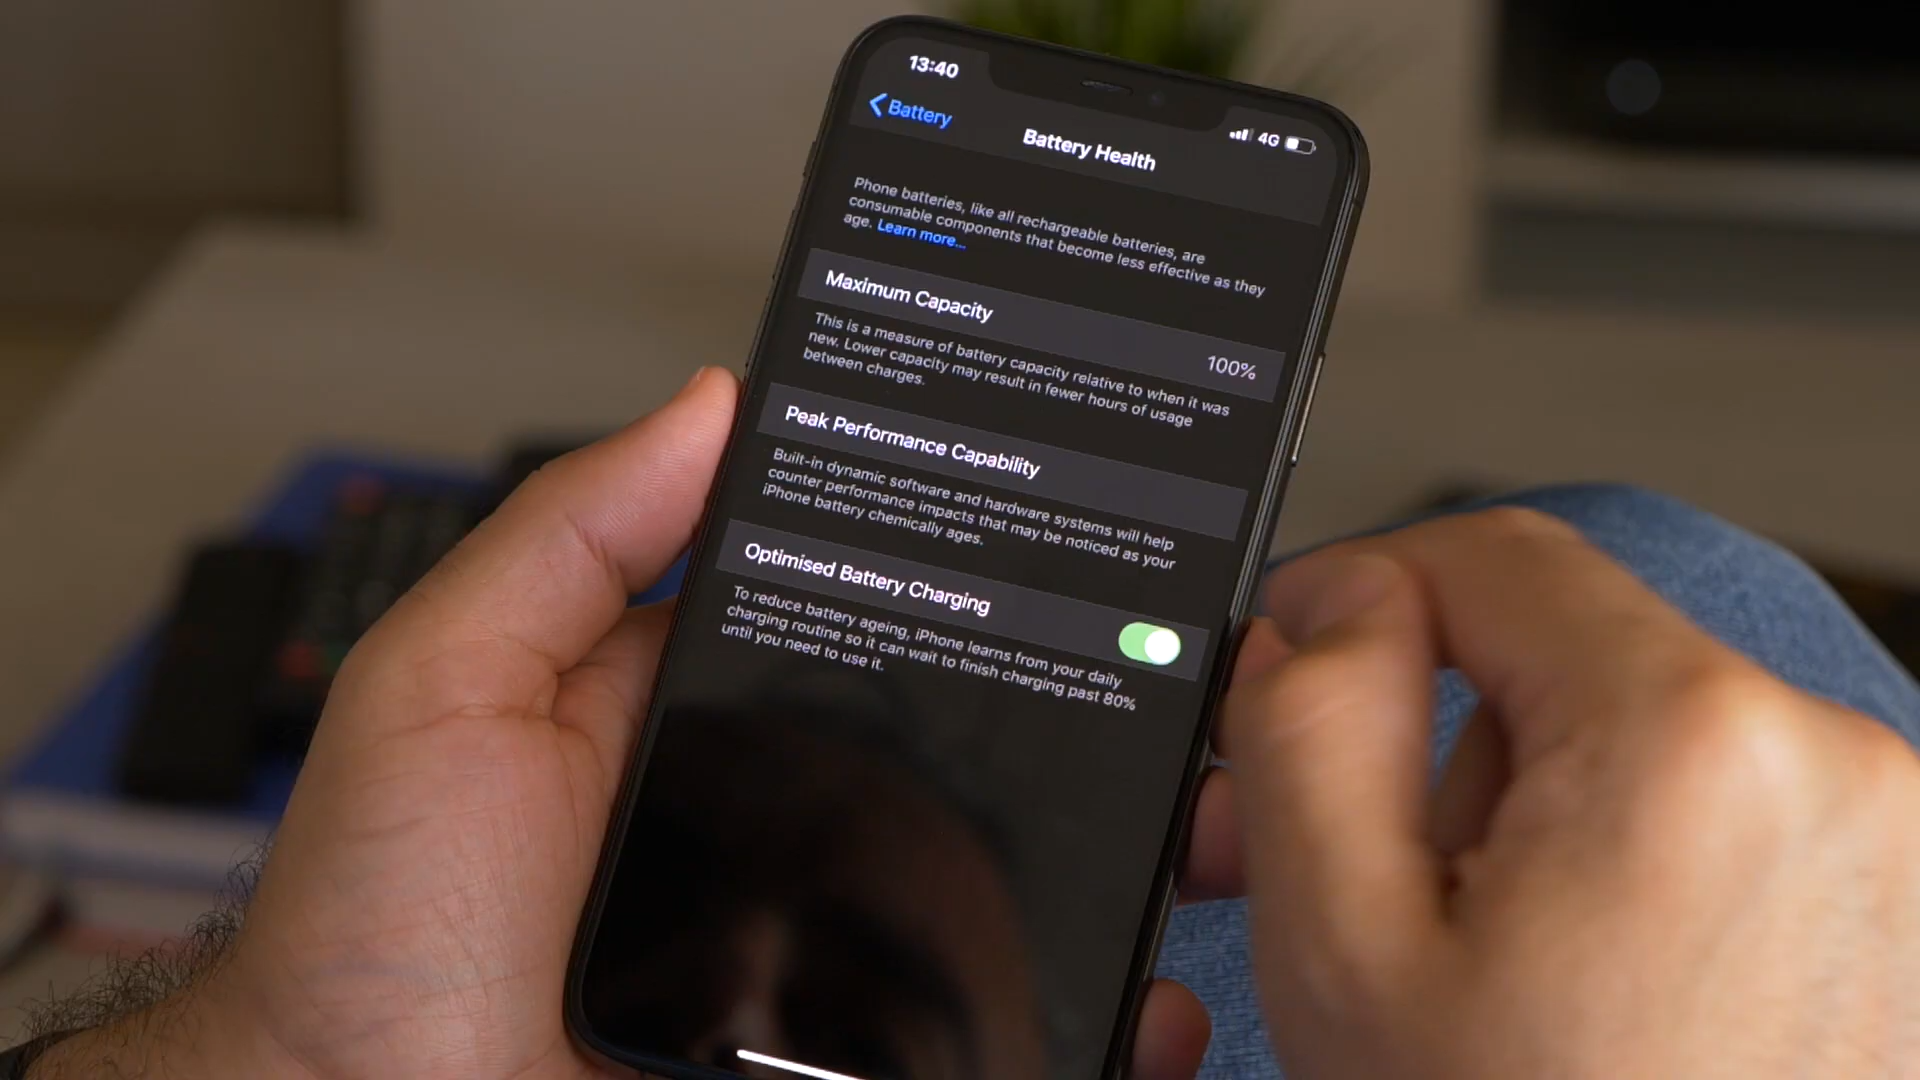 13:40
4G
Battery
Battery Health
Phone batteries, like all rechargeable batteries, are
consumable components that become less effective as they
age. Learn more...
Maximum Capacity
100%
This is a measure of battery capacity relative to when it was
new. Lower capacity may result in fewer hours of usage
between charges.
Peak Performance Capability
Built-in dynamic software and hardware systems will help
counter performance impacts that may be noticed as your
iPhone battery chemically ages.
Optimised Battery Charging
To reduce battery ageing, iPhone learns from your daily
charging routine so it can wait to finish charging past 80%
until you need to use it.